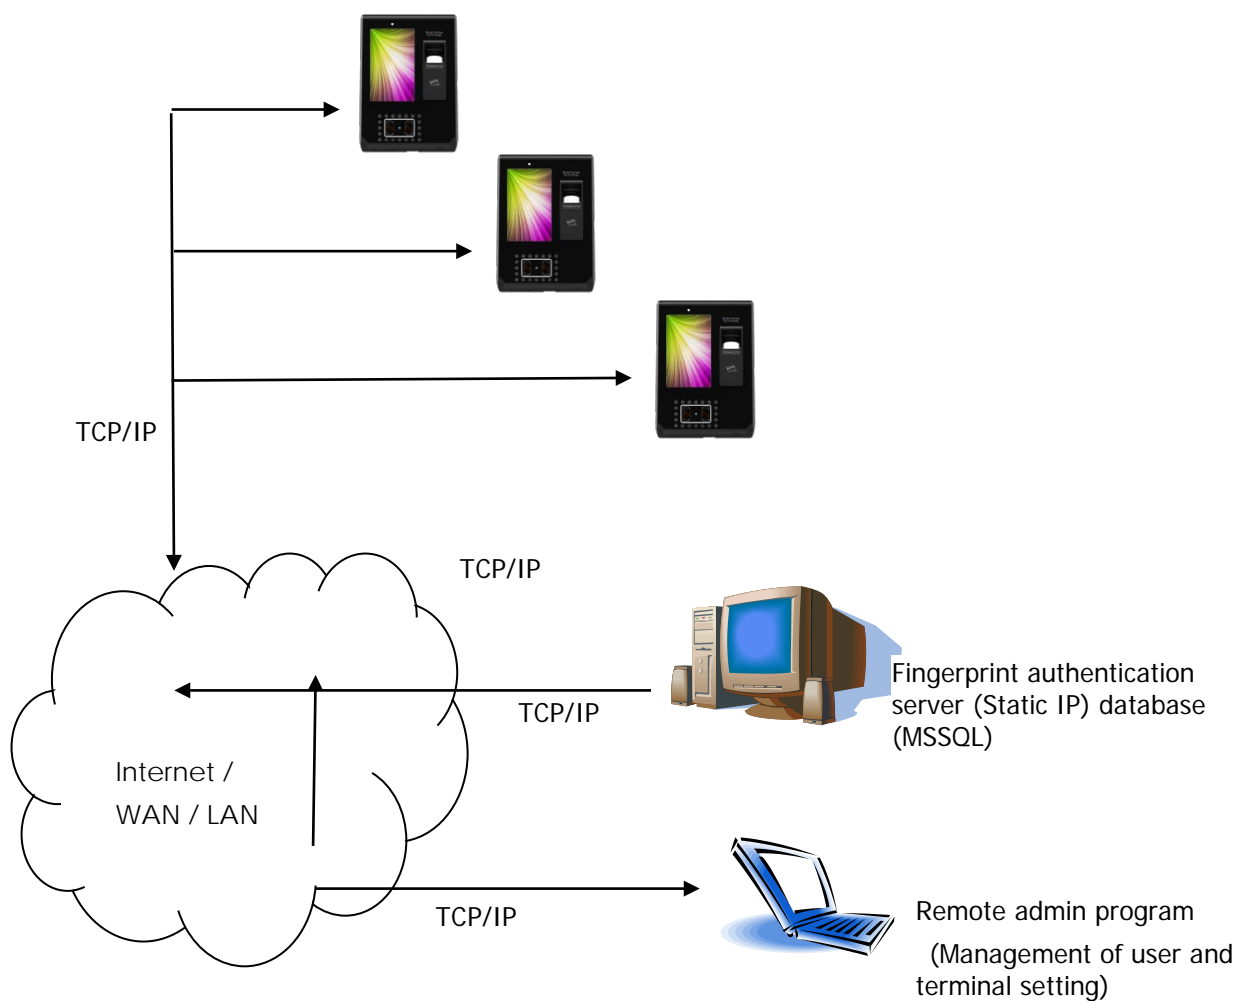 TCP/IP
TCP/IP
Fingerprint authentication
server (Static IP) database
(MSSQL)
TCP/IP
Internet /
WAN / LAN
TCP/IP
Remote admin program
(Management of user and
terminal setting)